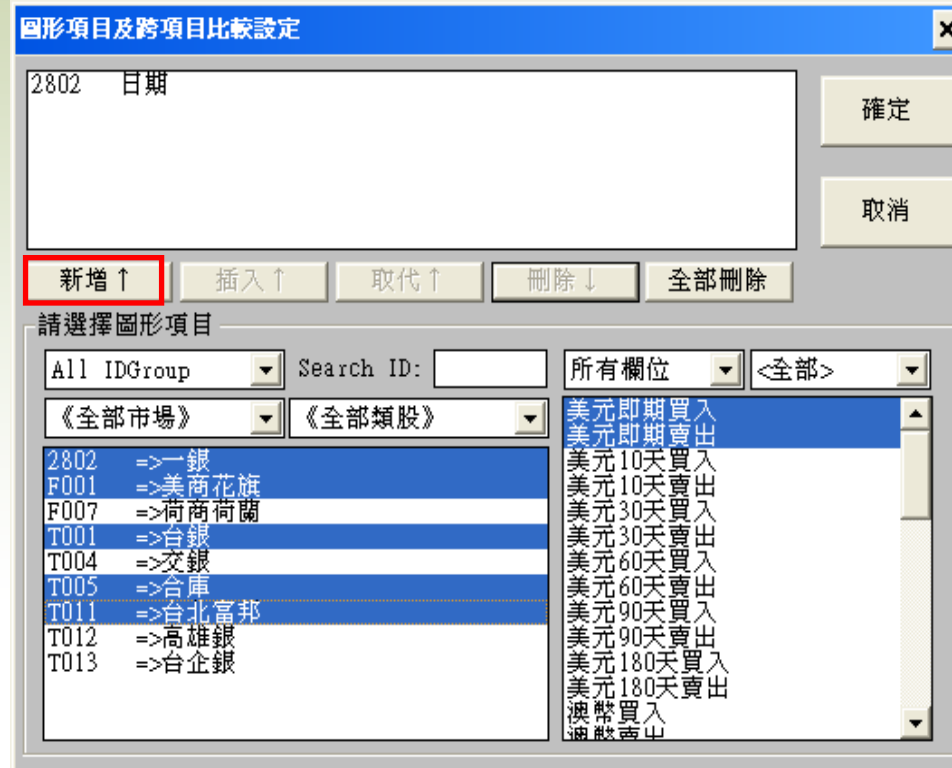 圖形項目及跨項目比較設定
2802 日期
確定
取消
新增↑ 插入↑ 取代↑ 刪除↓ 全部刪除
請選擇圖形項目
All IDGroup Search ID: 所有欄位 <全部>
《全部市場》 《全部類股》
2802 =>一銀
F001 =>美商花旗
F007 =>荷商荷蘭
T001 =>台銀
T004 =>交銀
T005 =>合庫
T011 =>台北富邦
T012 =>高雄銀
T013 =>台企銀
美元即期買入
美元即期賣出
美元10天買入
美元10天賣出
美元30天買入
美元30天賣出
美元60天買入
美元60天賣出
美元90天買入
美元90天賣出
美元180天買入
美元180天賣出
澳幣買入
澳幣賣出